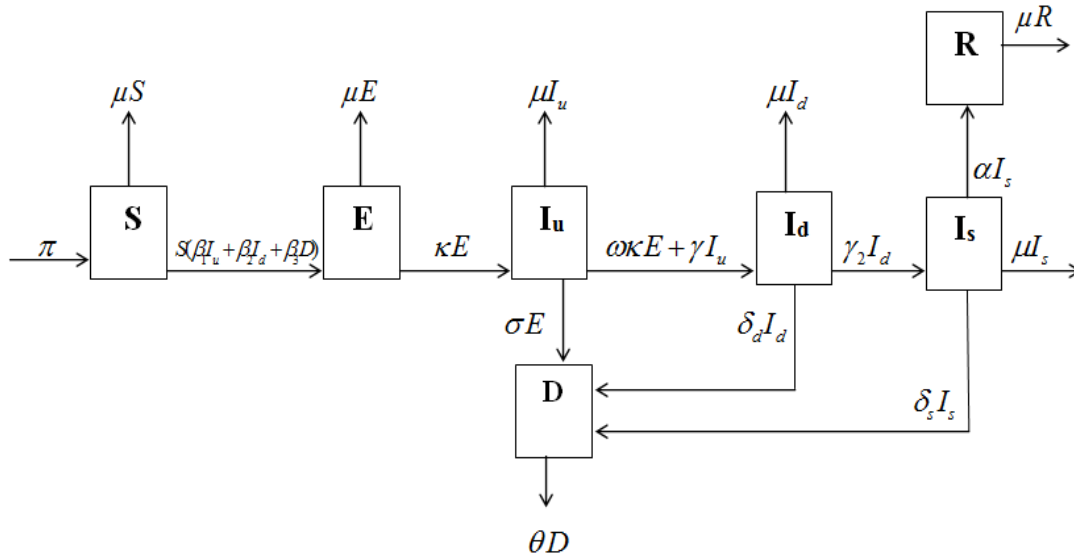 R
μR
μS
μE
μI_u
μI_d
αI_s
S
E
I_u
I_d
I_s
π
S(β_1I_u + β_2I_d + β_3D)
κE
ωκE + γI_u
γ_2I_d
μI_s
σE
δ_dI_d
D
δ_sI_s
θD